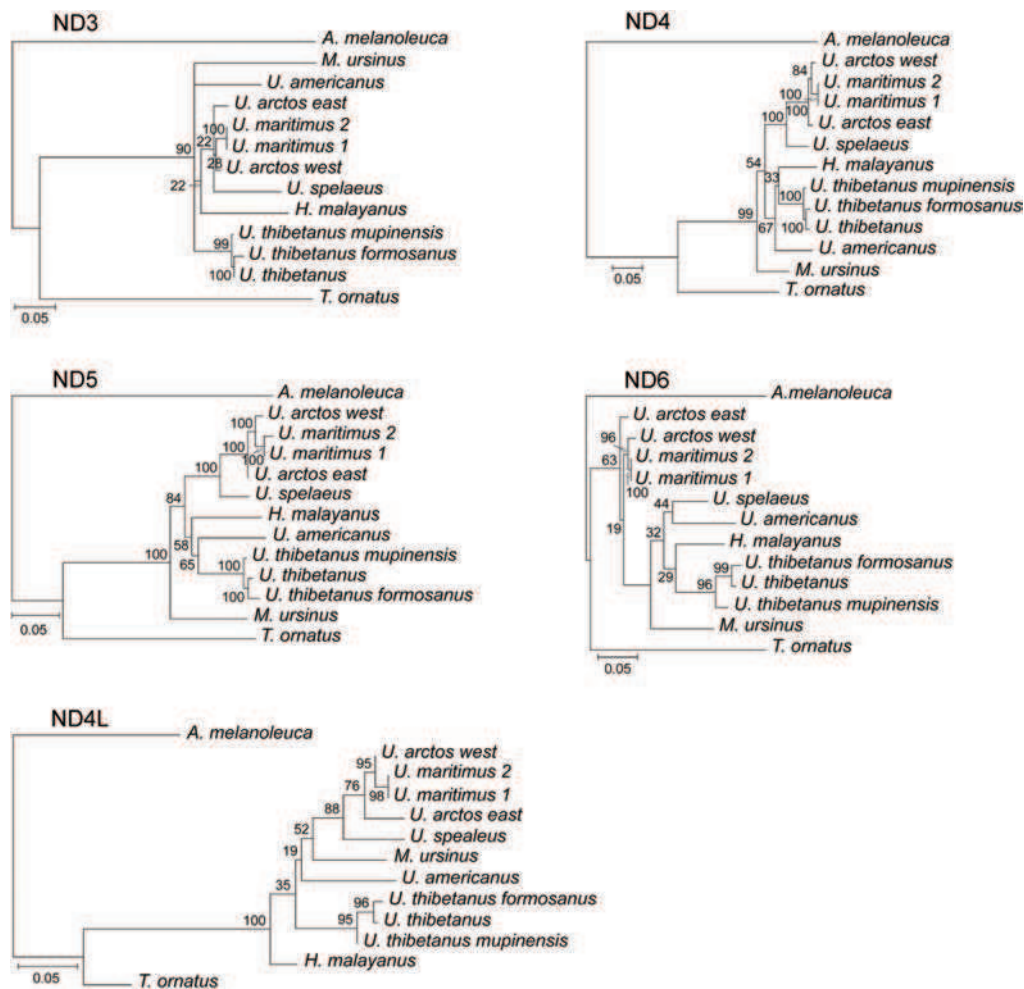 ND3
A. melanoleuca
M. ursinus
U. americanus
U. arctos east
100 U. maritimus 2
22 U. maritimus 1
90 28 U. arctos west
22 U. spelaeus
H. malayanus
U. thibetanus mupinensis
99 U. thibetanus formosanus
100 U. thibetanus
T. ornatus
0.05
ND4
A. melanoleuca
84 U. arctos west
U. maritimus 2
100 U. maritimus 1
100 100 U. arctos east
U. spelaeus
54 33 H. malayanus
U. thibetanus mupinensis
100 U. thibetanus formosanus
99 67 100 U. thibetanus
U. americanus
M. ursinus
T. ornatus
0.05
ND5
A. melanoleuca
100 U. arctos west
U. maritimus 2
100 100 U. maritimus 1
100 U. arctos east
U. spelaeus
84 H. malayanus
U. americanus
100 58 U. thibetanus mupinensis
65 100 U. thibetanus
100 U. thibetanus formosanus
M. ursinus
T. ornatus
0.05
ND6
A.melanoleuca
U. arctos east
96 U. arctos west
63 U. maritimus 2
U. maritimus 1
100
44 U. spelaeus
19 32 U. americanus
H. malayanus
29 99 U. thibetanus formosanus
96 U. thibetanus
U. thibetanus mupinensis
M. ursinus
T. ornatus
0.05
ND4L
A. melanoleuca
U. arctos west
95 U. maritimus 2
76 98 U. maritimus 1
88 U. arctos east
52 U. spealeus
19 M. ursinus
U. americanus
35 96 U. thibetanus formosanus
100 95 U. thibetanus
U. thibetanus mupinensis
H. malayanus
0.05
T. ornatus